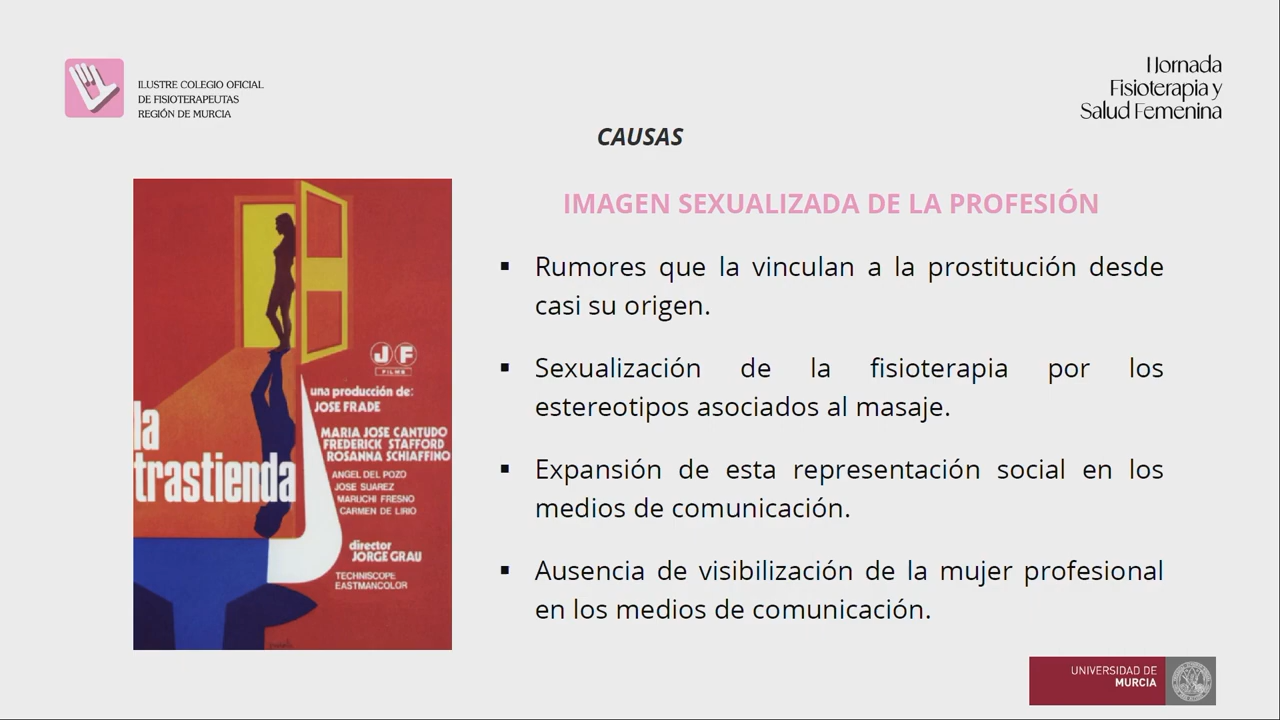 ILUSTRE COLEGIO OFICIAL
DE FISIOTERAPEUTAS
REGIÓN DE MURCIA
I Jornada
Fisioterapia y
Salud Femenina
CAUSAS
IMAGEN SEXUALIZADA DE LA PROFESIÓN
▪ Rumores que la vinculan a la prostitución desde
casi su origen.
▪ Sexualización de la fisioterapia por los
estereotipos asociados al masaje.
▪ Expansión de esta representación social en los
medios de comunicación.
▪ Ausencia de visibilización de la mujer profesional
en los medios de comunicación.
JF
FILMS
una producción de:
JOSE FRADE
la
trastienda
MARIA JOSE CANTUDO
FREDERICK STAFFORD
ROSANNA SCHIAFFINO
ANGEL DEL POZO
JOSE SUAREZ
MARUCHI FRESNO
CARMEN DE LIRIO
director
JORGE GRAU
TECHNISCOPE
EASTMANCOLOR
UNIVERSIDAD DE
MURCIA